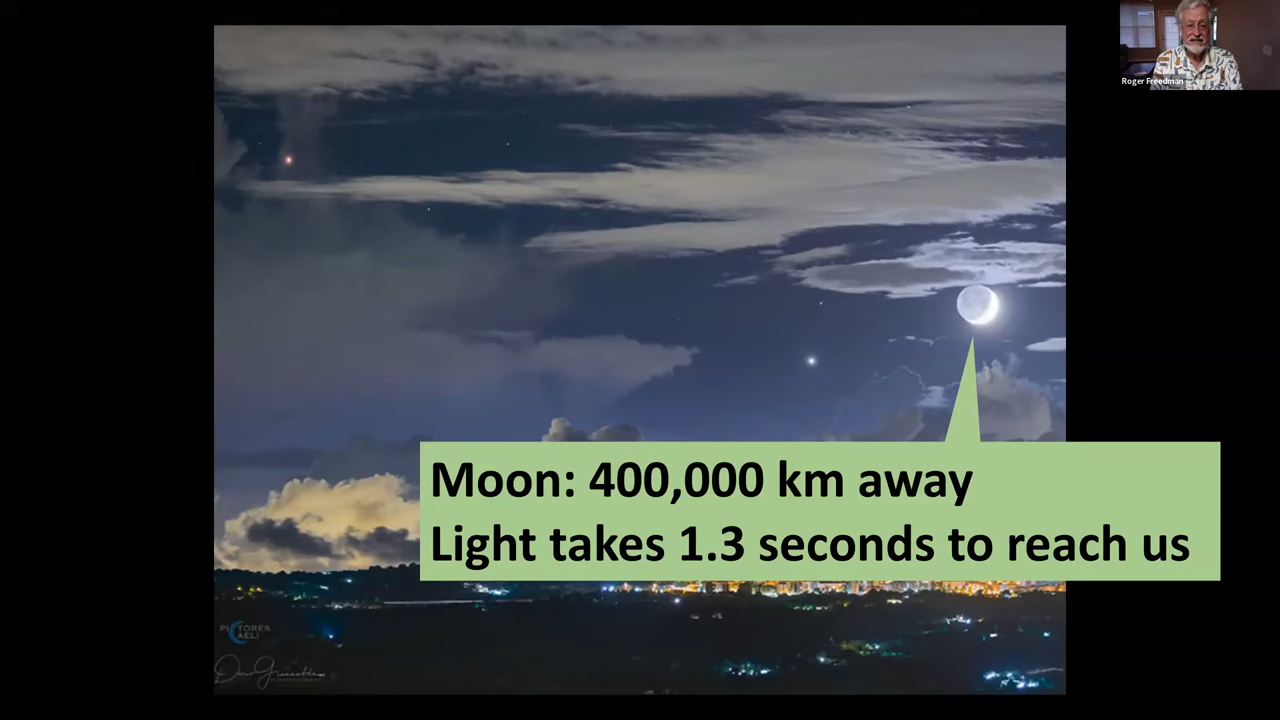 Roger Freedman
Moon: 400,000 km away
Light takes 1.3 seconds to reach us